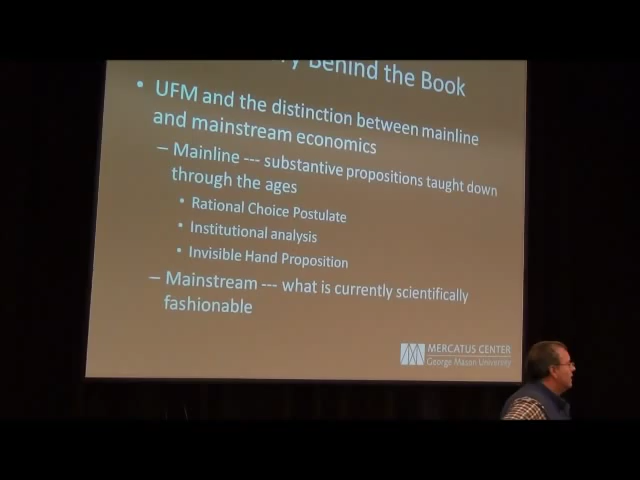 Behind the Book
• UFM and the distinction between mainline
and mainstream economics
– Mainline --- substantive propositions taught down
through the ages
• Rational Choice Postulate
• Institutional analysis
• Invisible Hand Proposition
– Mainstream --- what is currently scientifically
fashionable
MERCATUS CENTER
George Mason University